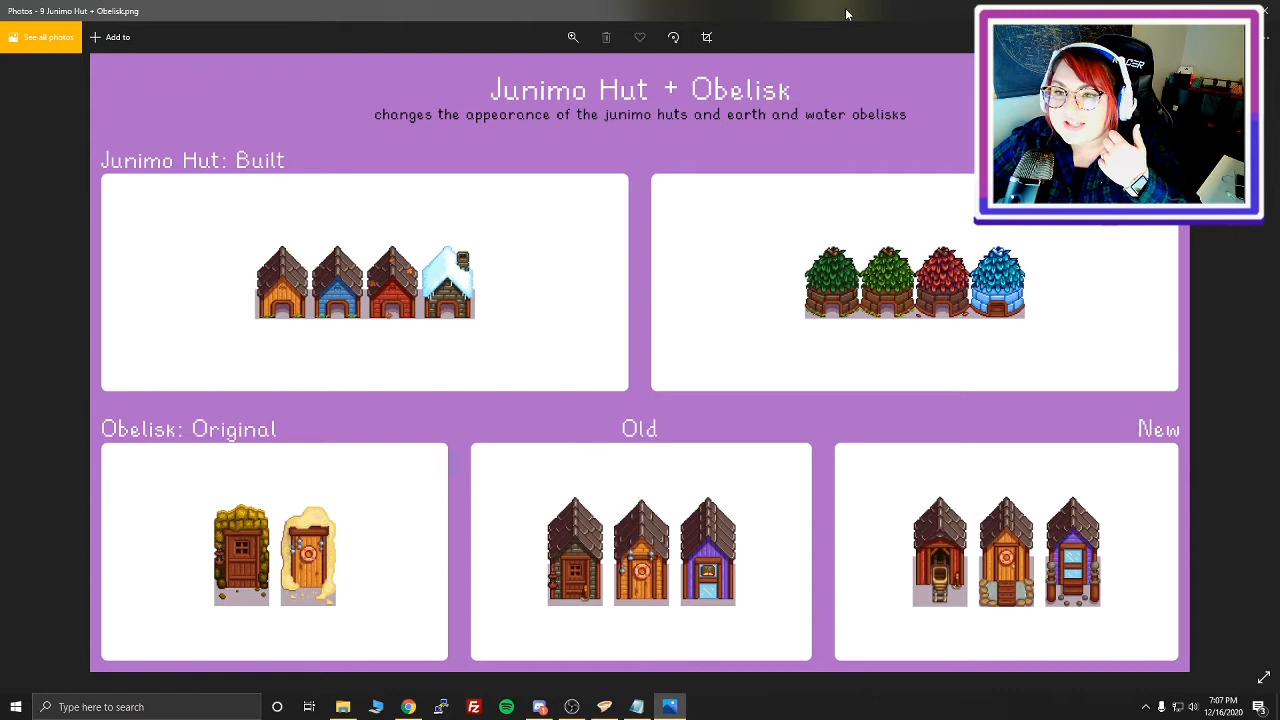 Photos - 9 Junimo Hut + Obelisk.png
See all photos
Add to
Junimo Hut + Obelisk
changes the appearance of the junimo huts and earth and water obelisks
Junimo Hut: Built
Obelisk: Original
Old
New
Type here to search
7:07 PM
12/16/2020